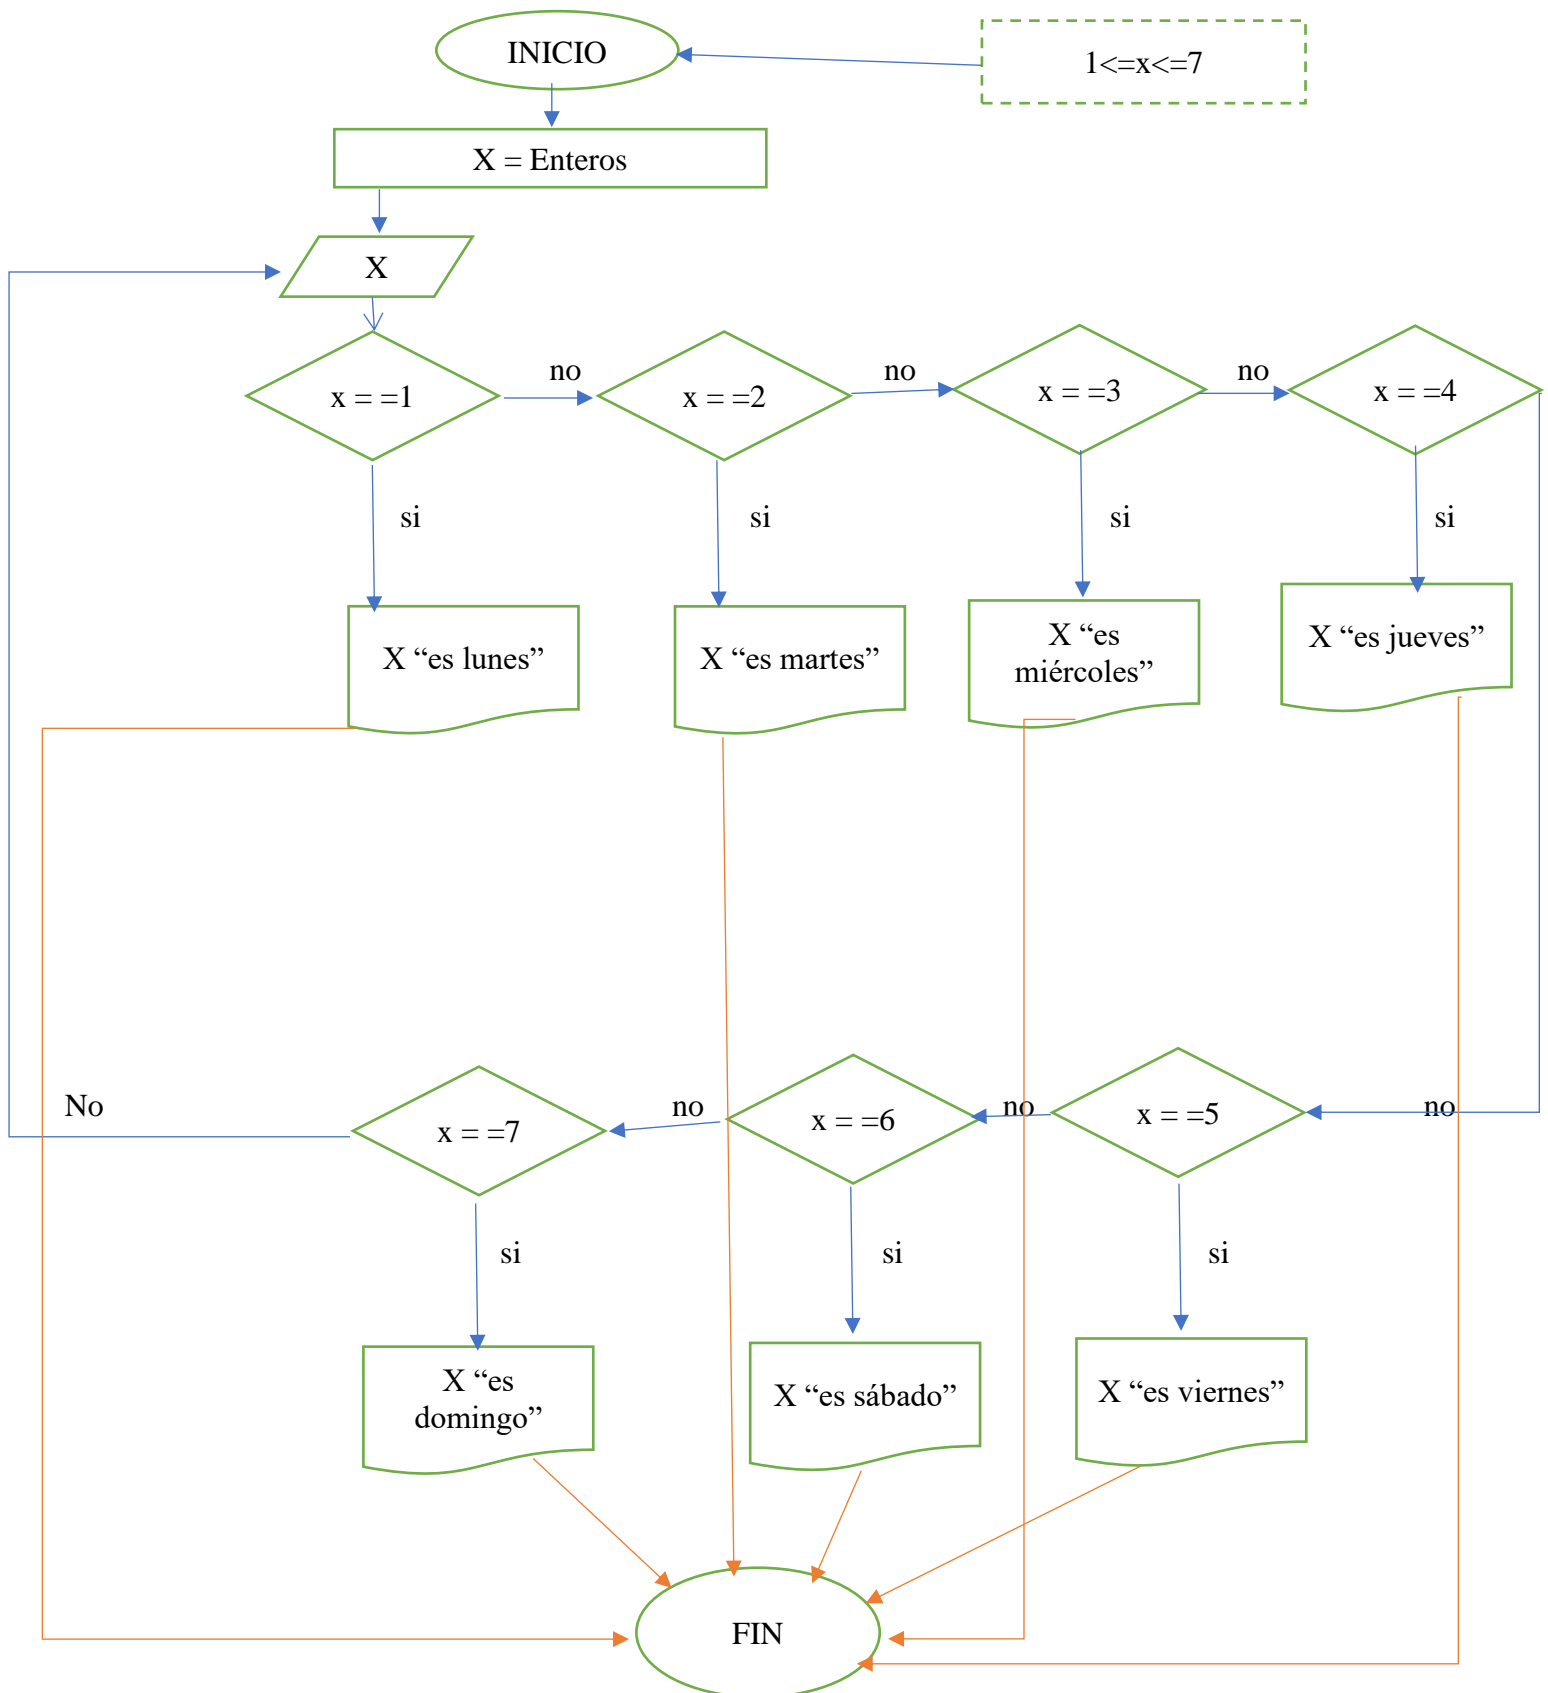 INICIO
1<=x<=7
X = Enteros
X
x = =1
no
x = =2
no
x = =3
no
x = =4
si
si
si
si
X “es lunes”
X “es martes”
X “es
miércoles”
X “es jueves”
No
x = =7
no
x = =6
no
x = =5
no
si
si
si
X “es
domingo”
X “es sábado”
X “es viernes”
FIN